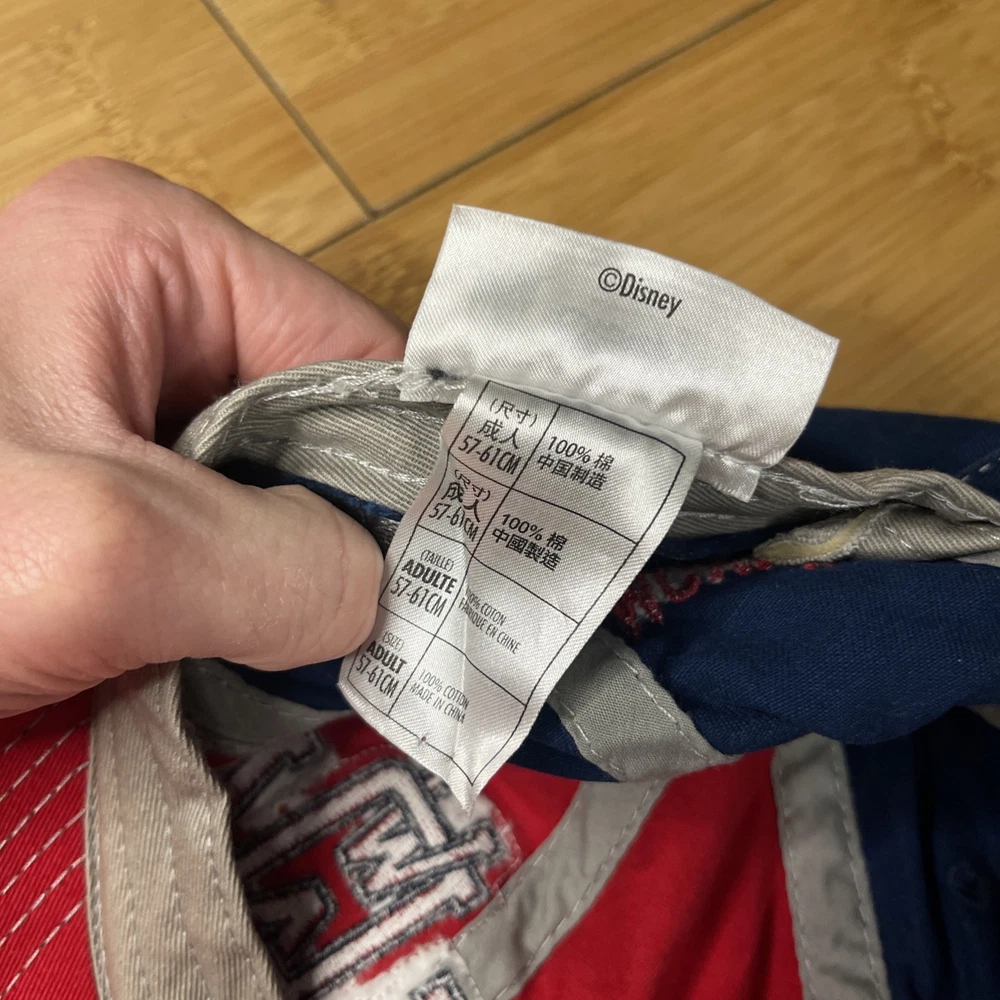 ©Disney
(尺寸)
成人
57-61CM
100% 棉
中国制造
(尺寸)
成人
57-61CM
100% 棉
中國製造
(TAILLE)
ADULTE
57-61CM
100% COTON
FABRIQUE EN CHINE
(SIZE)
ADULT
57-61CM
100% COTTON
MADE IN CHINA